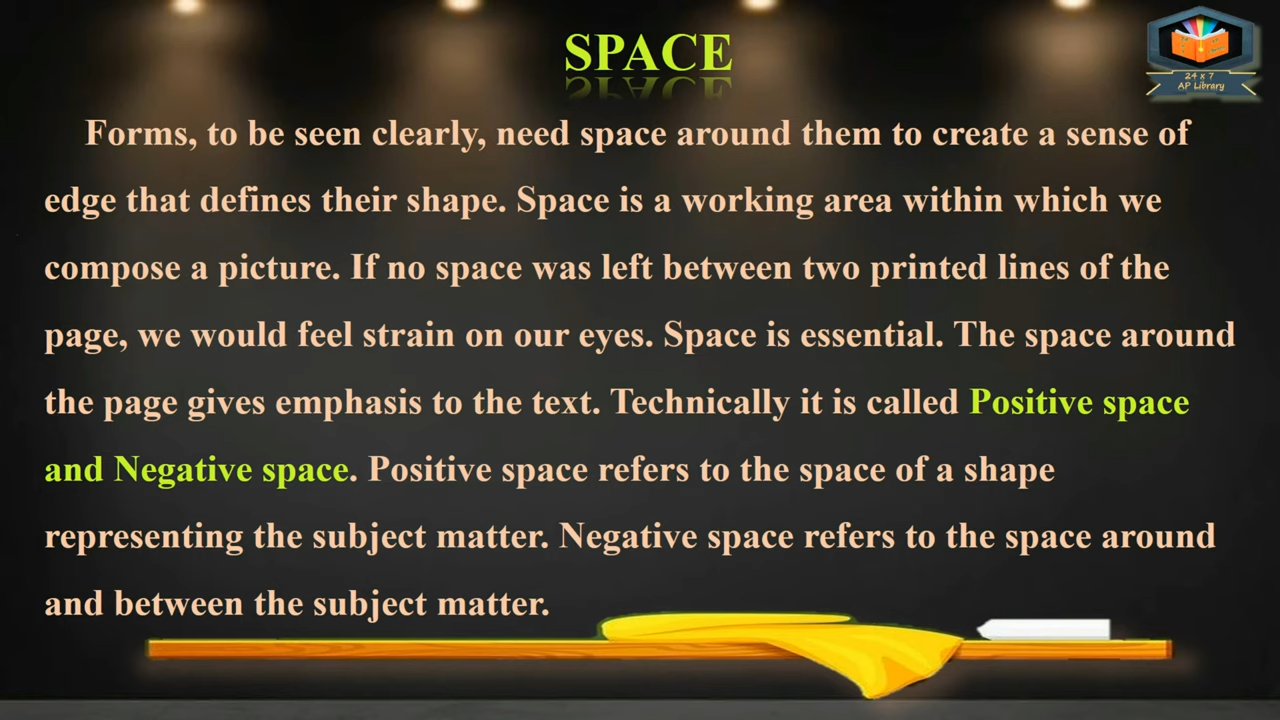 SPACE
24 x 7
AP Library
Forms, to be seen clearly, need space around them to create a sense of
edge that defines their shape. Space is a working area within which we
compose a picture. If no space was left between two printed lines of the
page, we would feel strain on our eyes. Space is essential. The space around
the page gives emphasis to the text. Technically it is called Positive space
and Negative space. Positive space refers to the space of a shape
representing the subject matter. Negative space refers to the space around
and between the subject matter.